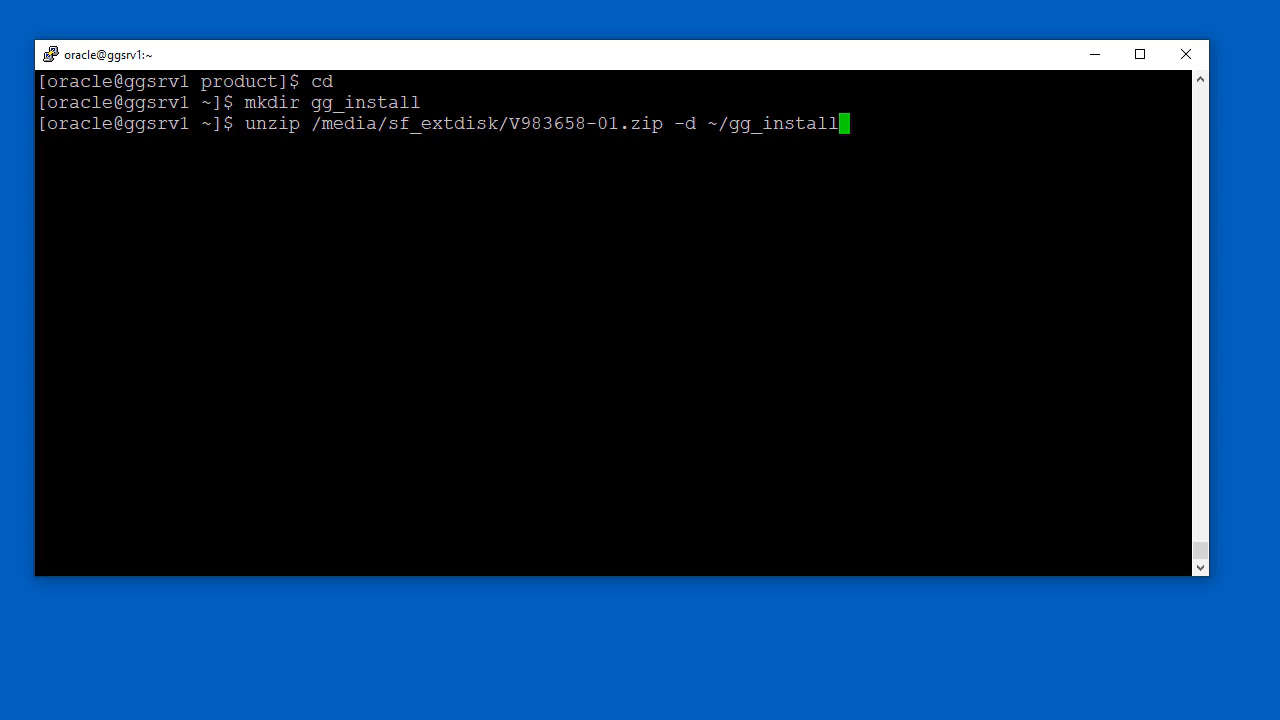 oracle@ggsrv1:~
[oracle@ggsrv1 product]$ cd
[oracle@ggsrv1 ~]$ mkdir gg_install
[oracle@ggsrv1 ~]$ unzip /media/sf_extdisk/V983658-01.zip -d ~/gg_install